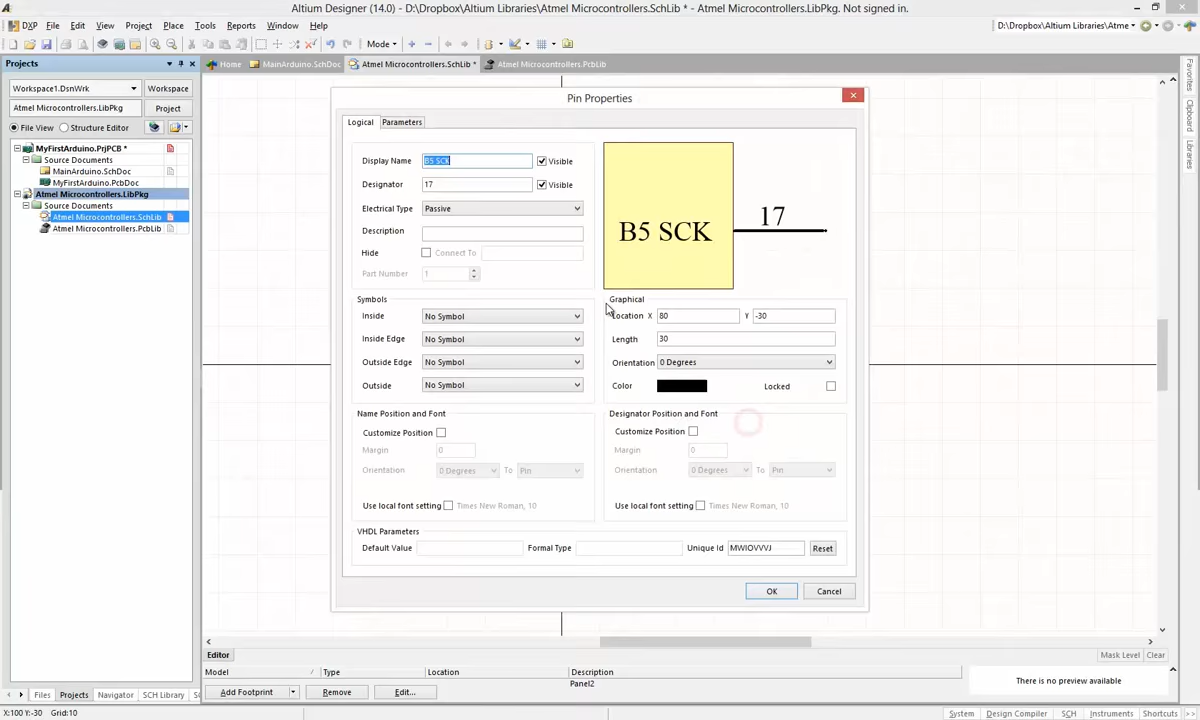 Altium Designer (14.0) - D:\Dropbox\Altium Libraries\Atmel Microcontrollers.SchLib * - Atmel Microcontrollers.LibPkg. Not signed in.
DXP File Edit View Project Place Tools Reports Window Help
D:\Dropbox\Altium Libraries\Atme
Mode
Projects
Home MainArduino.SchDoc Atmel Microcontrollers.SchLib * Atmel Microcontrollers.PcbLib
Workspace1.DsnWrk Workspace
Atmel Microcontrollers.LibPkg Project
File View Structure Editor
MyFirstArduino.PrjPCB *
Source Documents
MainArduino.SchDoc
MyFirstArduino.PcbDoc
Atmel Microcontrollers.LibPkg
Source Documents
Atmel Microcontrollers.SchLib
Atmel Microcontrollers.PcbLib
Favorites
Clipboard
Libraries
Pin Properties
Logical Parameters
Display Name B5 SCK Visible
Designator 17 Visible
Electrical Type Passive
Description
Hide Connect To
Part Number 1
B5 SCK 17
Symbols
Inside No Symbol
Inside Edge No Symbol
Outside Edge No Symbol
Outside No Symbol
Graphical
Location X 80 Y -30
Length 30
Orientation 0 Degrees
Color Locked
Name Position and Font
Customize Position
Margin 0
Orientation 0 Degrees To Pin
Use local font setting Times New Roman, 10
Designator Position and Font
Customize Position
Margin 0
Orientation 0 Degrees To Pin
Use local font setting Times New Roman, 10
VHDL Parameters
Default Value Formal Type Unique Id MWIOVVVJ Reset
OK Cancel
Editor Mask Level Clear
Model Type Location Description
Panel2
There is no preview available
Add Footprint Remove Edit...
Files Projects Navigator SCH Library SC
X:100 Y:-30 Grid:10
System Design Compiler SCH Instruments Shortcuts >>